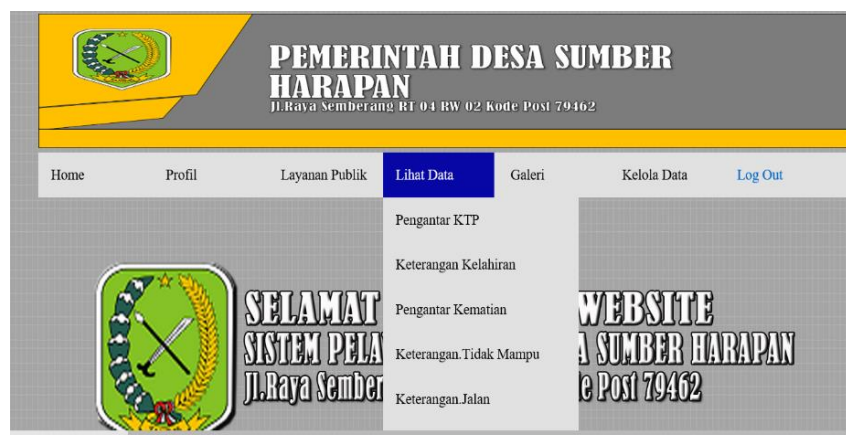 PEMERINTAH DESA SUMBER
HARAPAN
Jl.Raya Semberang RT 04 RW 02 Kode Post 79462
Home Profil Layanan Publik Lihat Data Galeri Kelola Data Log Out
Pengantar KTP
Keterangan Kelahiran
Pengantar Kematian
Keterangan.Tidak Mampu
Keterangan.Jalan
SELAMAT WEBSITE
SISTEM SUMBER HARAPAN
Jl.Raya Post 79462